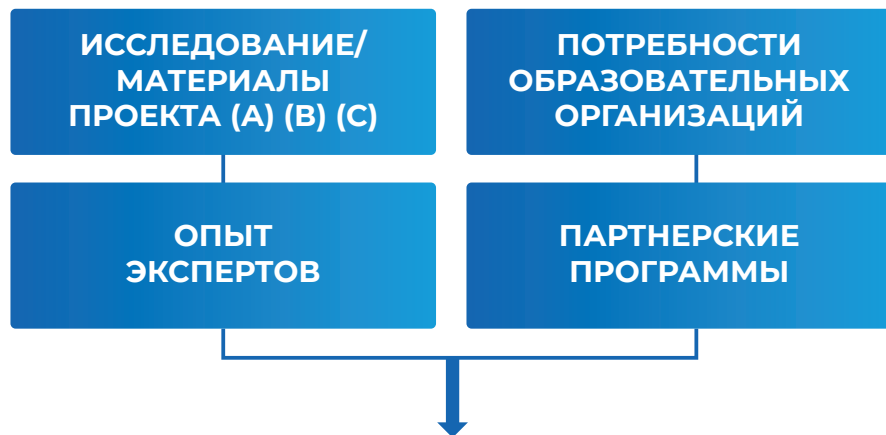 ИССЛЕДОВАНИЕ/
МАТЕРИАЛЫ
ПРОЕКТА (А) (В) (С)
ПОТРЕБНОСТИ
ОБРАЗОВАТЕЛЬНЫХ
ОРГАНИЗАЦИЙ
ОПЫТ
ЭКСПЕРТОВ
ПАРТНЕРСКИЕ
ПРОГРАММЫ